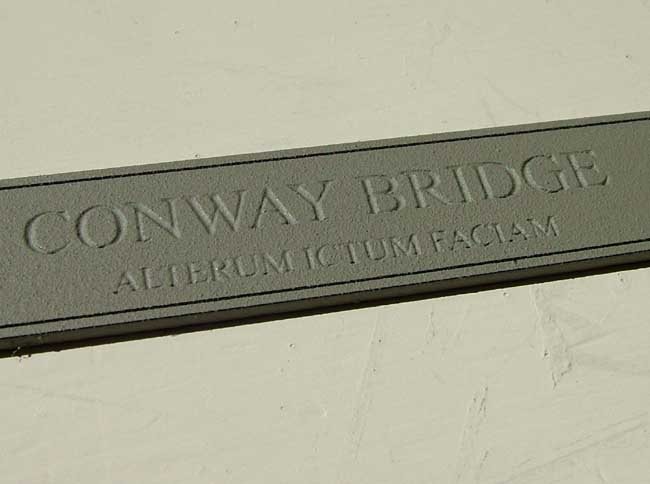 CONWAY BRIDGE
ALTERUM ICTUM FACIAM